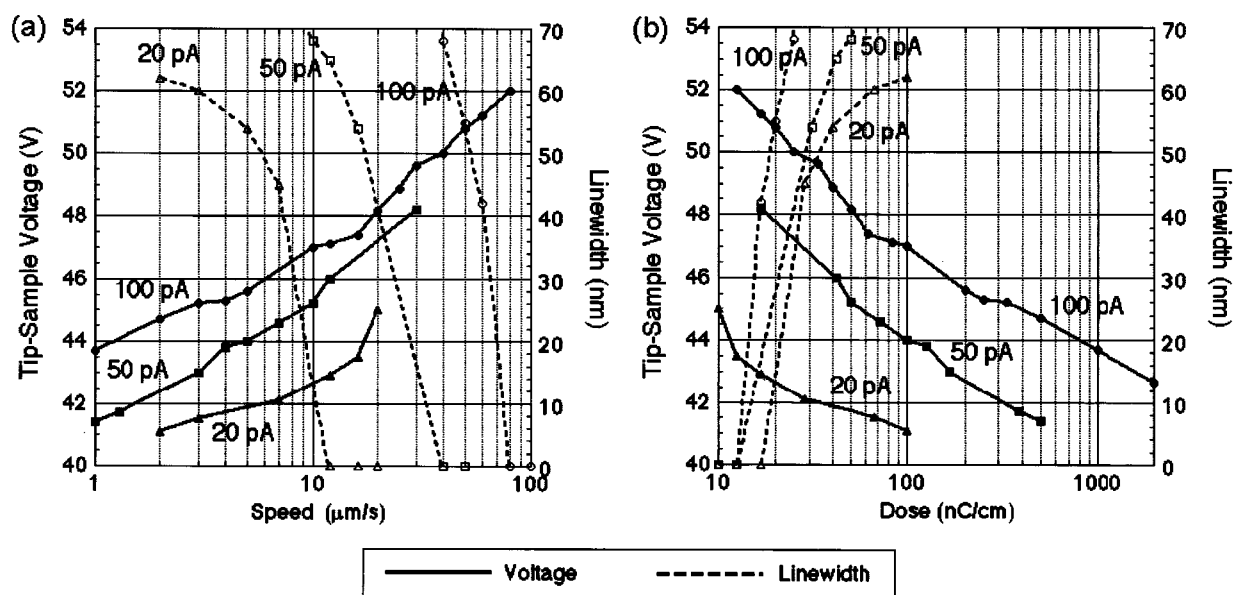 (a)
54
52
50
48
46
44
42
40
Tip-Sample Voltage (V)
20 pA
50 pA
100 pA
100 pA
50 pA
20 pA
70
60
50
40
30
20
10
0
Linewidth (nm)
1
10
100
Speed (μm/s)
(b)
54
52
50
48
46
44
42
40
Tip-Sample Voltage (V)
100 pA
50 pA
20 pA
100 pA
50 pA
20 pA
70
60
50
40
30
20
10
0
Linewidth (nm)
10
100
1000
Dose (nC/cm)
Voltage
Linewidth